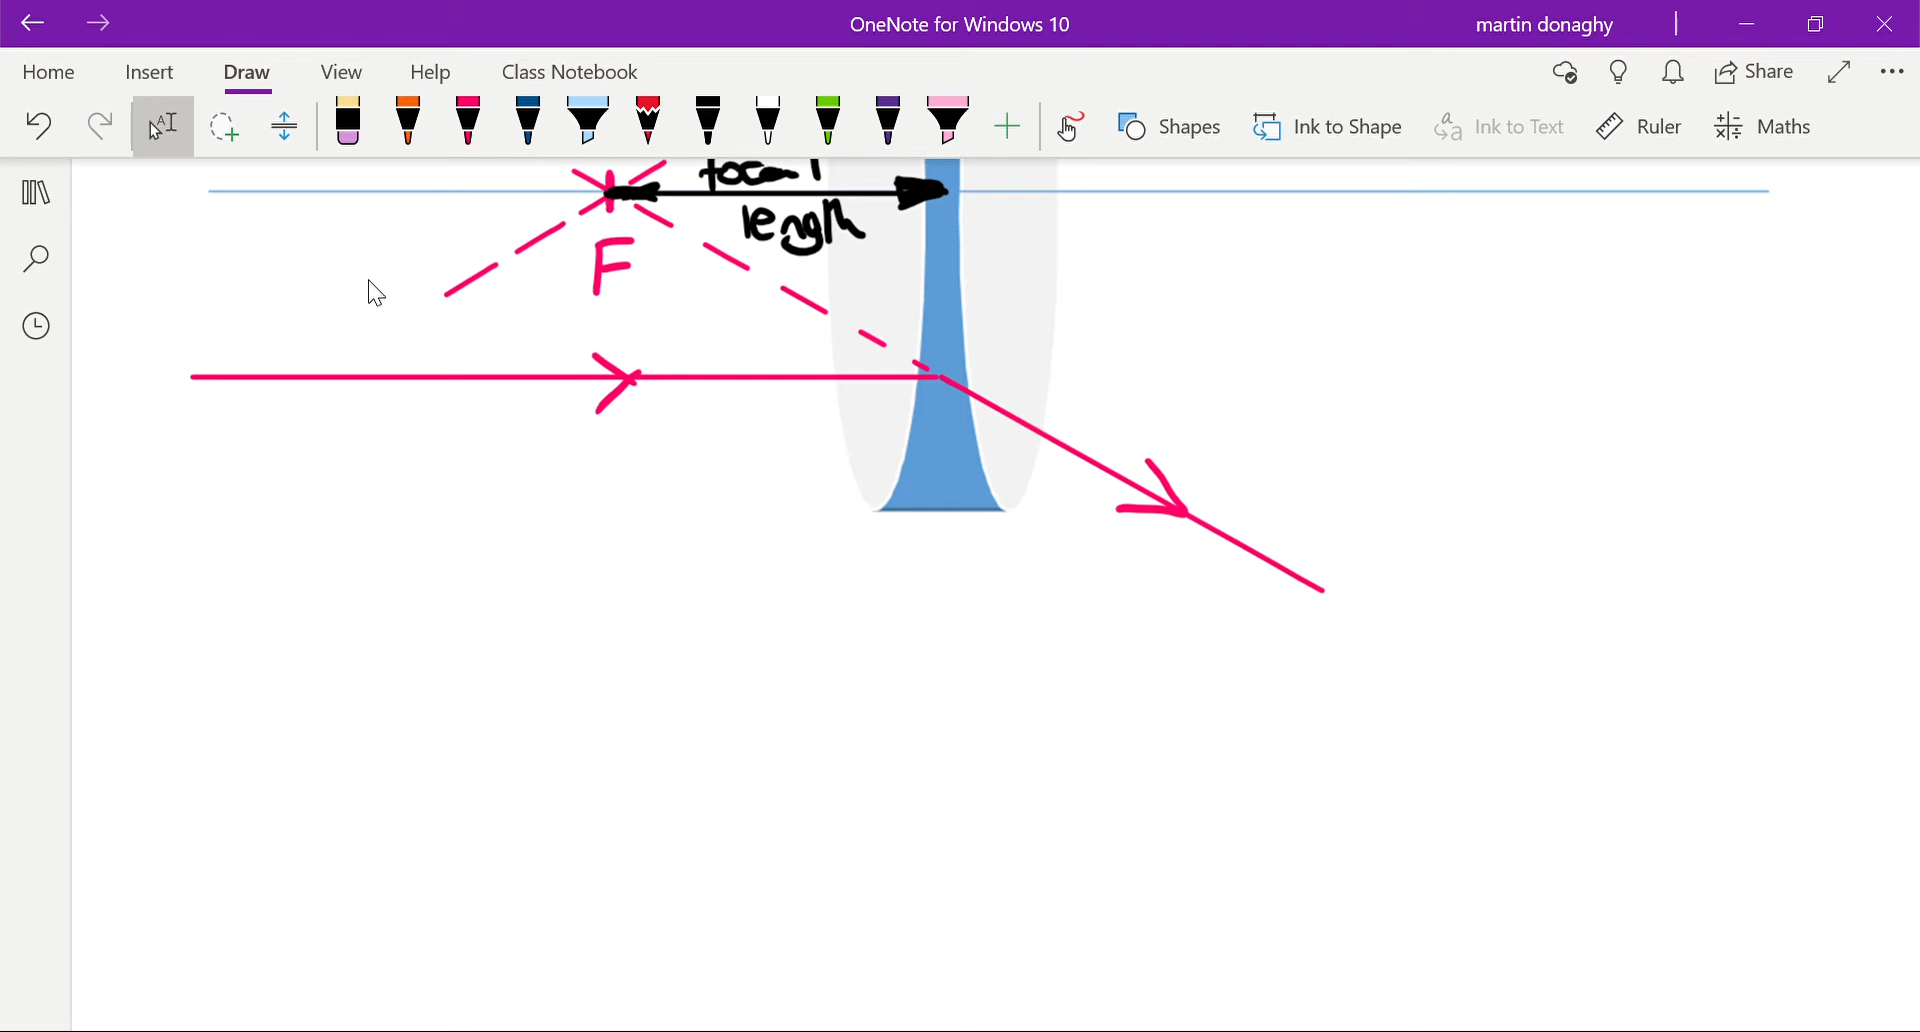 OneNote for Windows 10
martin donaghy
Home Insert Draw View Help Class Notebook
Share
Shapes Ink to Shape Ink to Text Ruler Maths
focal
length
F